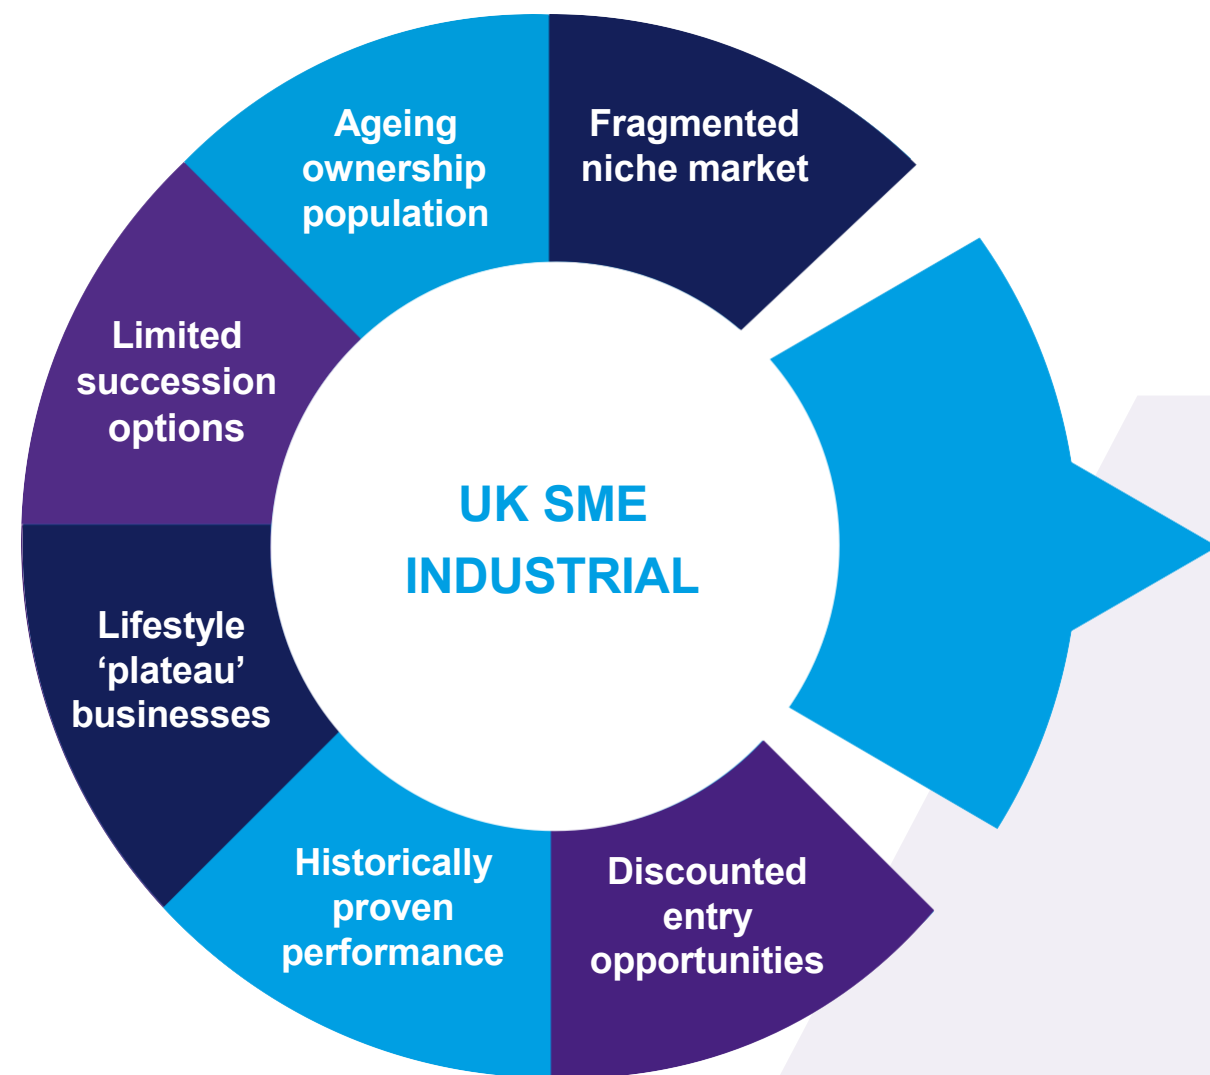 Ageing
ownership
population
Fragmented
niche market
Limited
succession
options
UK SME
INDUSTRIAL
Lifestyle
‘plateau’
businesses
Historically
proven
performance
Discounted
entry
opportunities